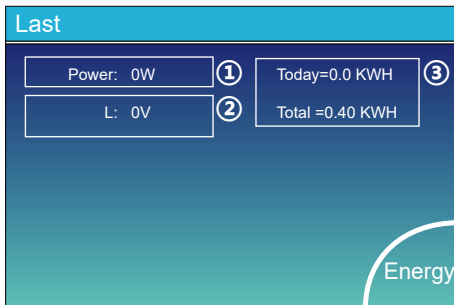 Last
Power: 0W
①
L: 0V
②
Today=0.0 KWH
③
Total =0.40 KWH
Energy